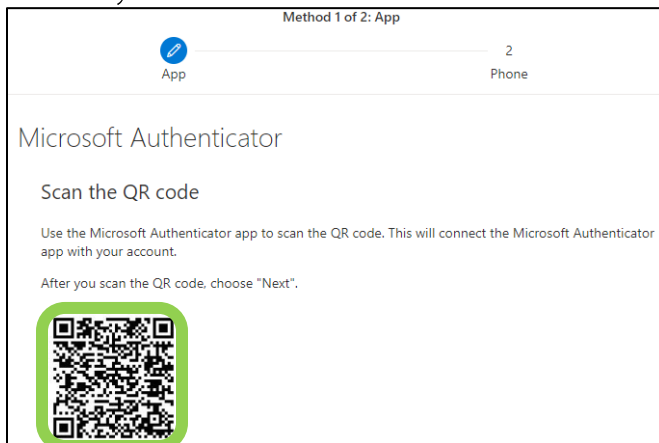 Method 1 of 2: App
2
App
Phone
Microsoft Authenticator
Scan the QR code
Use the Microsoft Authenticator app to scan the QR code. This will connect the Microsoft Authenticator
app with your account.
After you scan the QR code, choose "Next".